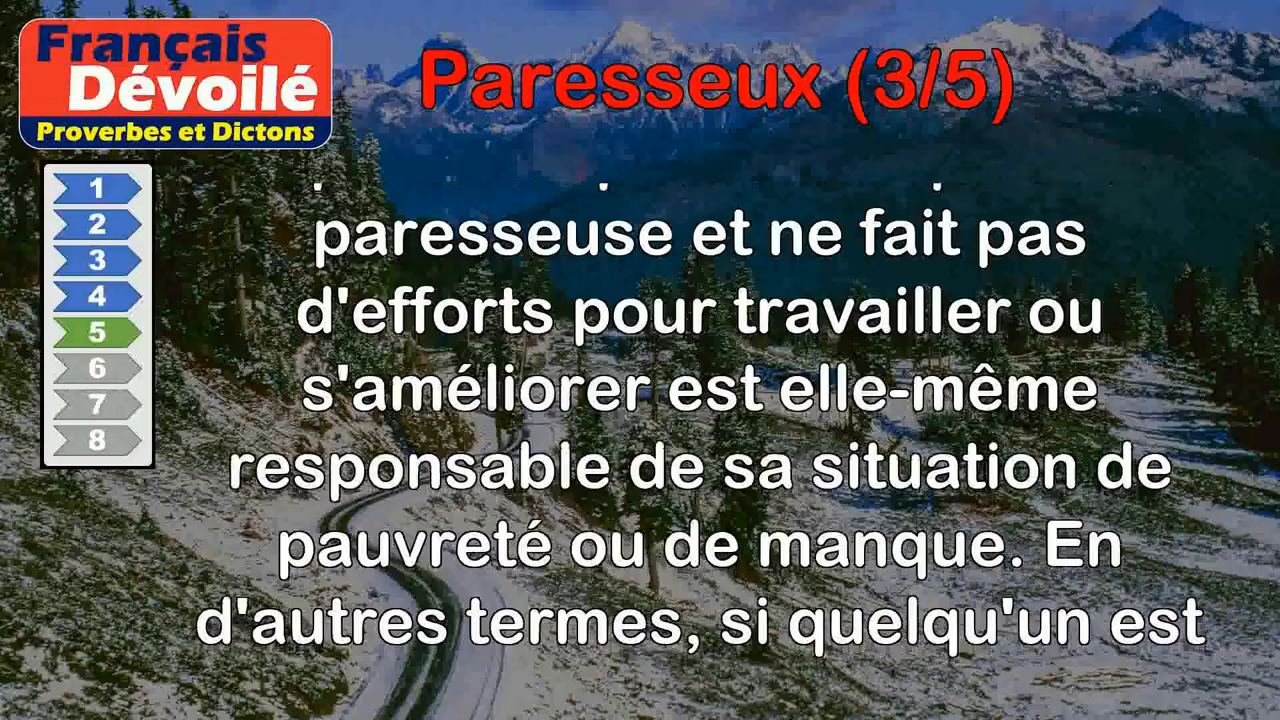 Français
Dévoilé
Proverbes et Dictons
Paresseux (3/5)
1
2
3
4
5
6
7
8
paresseuse et ne fait pas
d'efforts pour travailler ou
s'améliorer est elle-même
responsable de sa situation de
pauvreté ou de manque. En
d'autres termes, si quelqu'un est